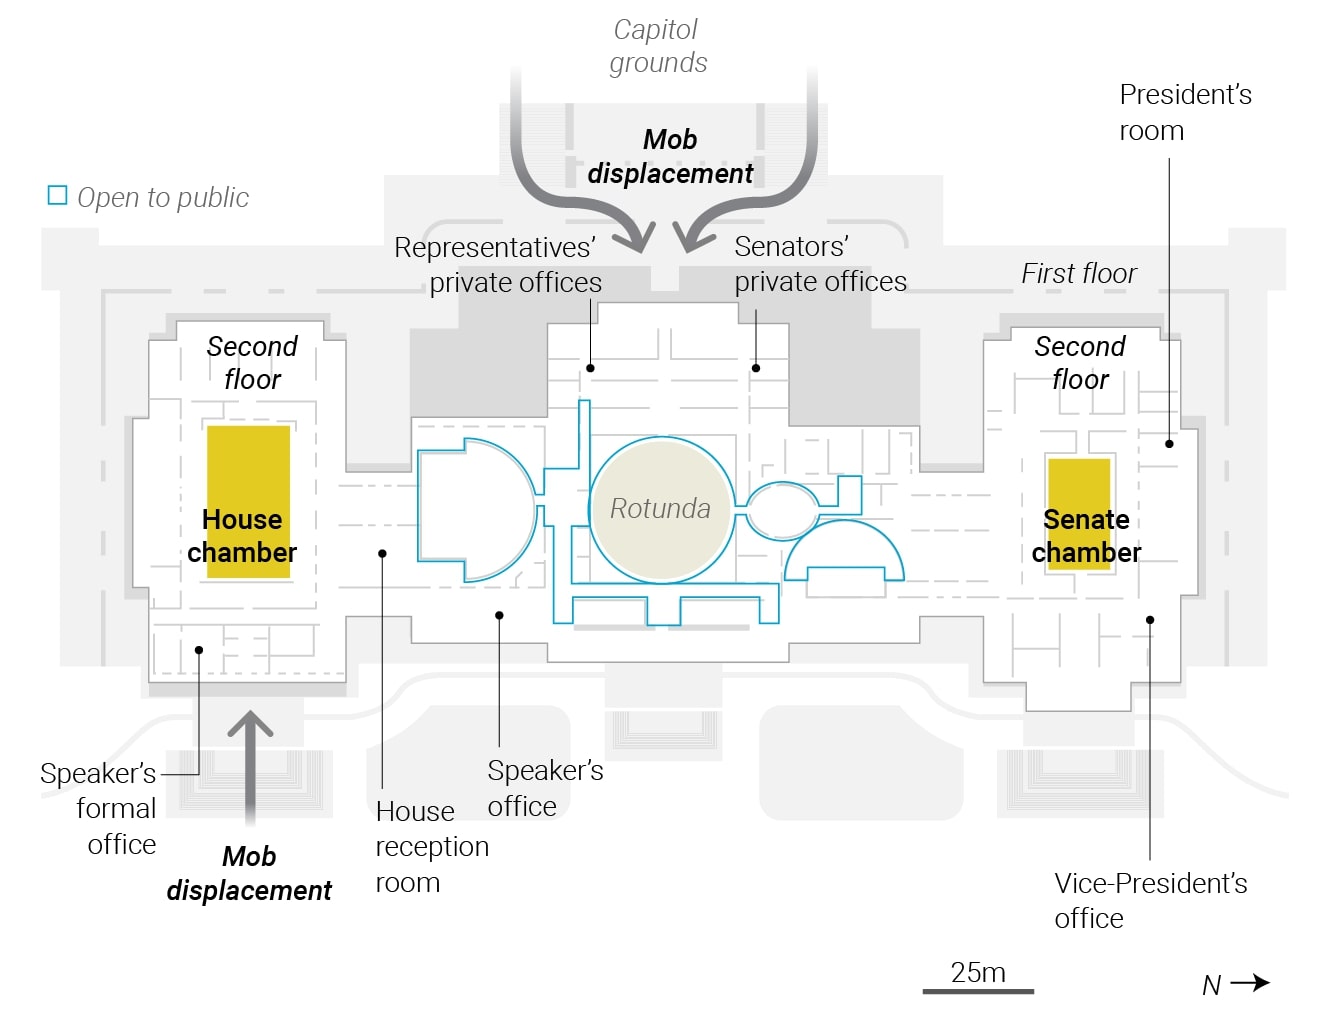 Capitol
grounds
President’s
room
Mob
displacement
Open to public
Representatives’
private offices
Senators’
private offices
First floor
Second
floor
Second
floor
House
chamber
Rotunda
Senate
chamber
Speaker’s
formal
office
Speaker’s
office
House
reception
room
Mob
displacement
Vice-President’s
office
25m
N